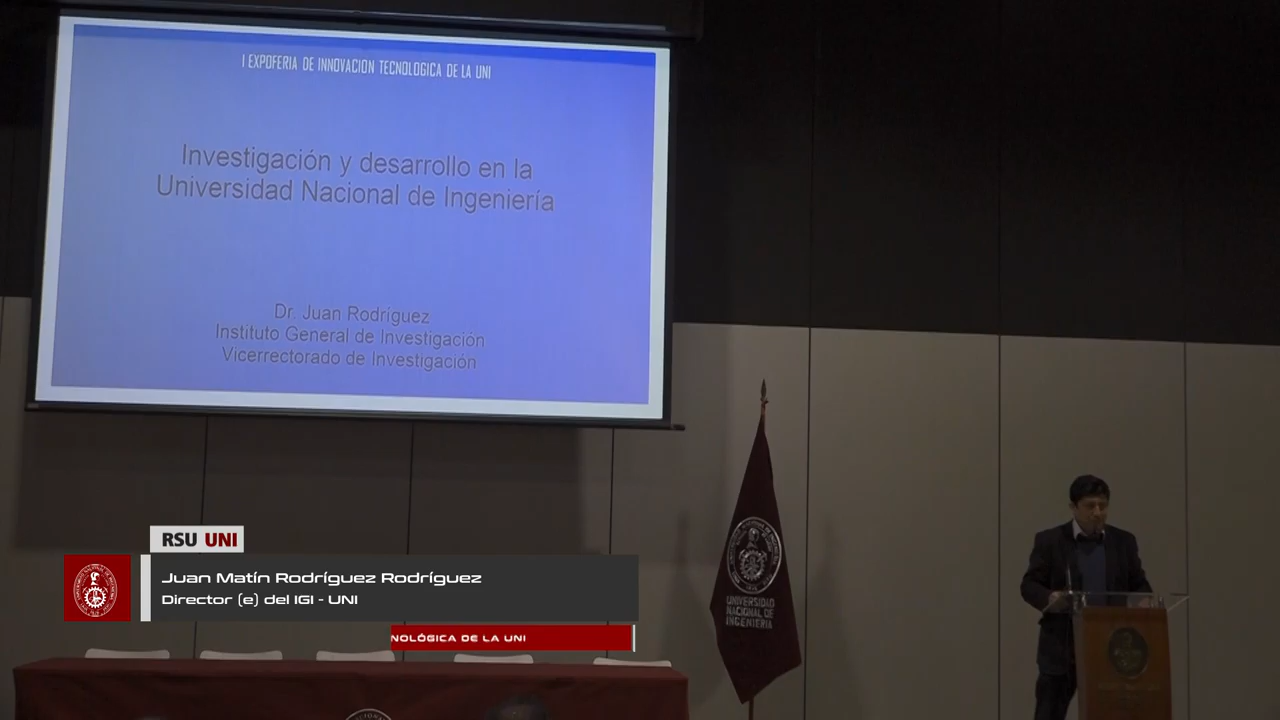 I EXPOFERIA DE INNOVACION TECNOLOGICA DE LA UNI
Investigación y desarrollo en la
Universidad Nacional de Ingeniería
Dr. Juan Rodríguez
Instituto General de Investigación
Vicerrectorado de Investigación
RSU UNI
Juan Matín Rodríguez Rodríguez
Director (e) del IGI - UNI
NOLÓGICA DE LA UNI
UNIVERSIDAD
NACIONAL DE
INGENIERÍA